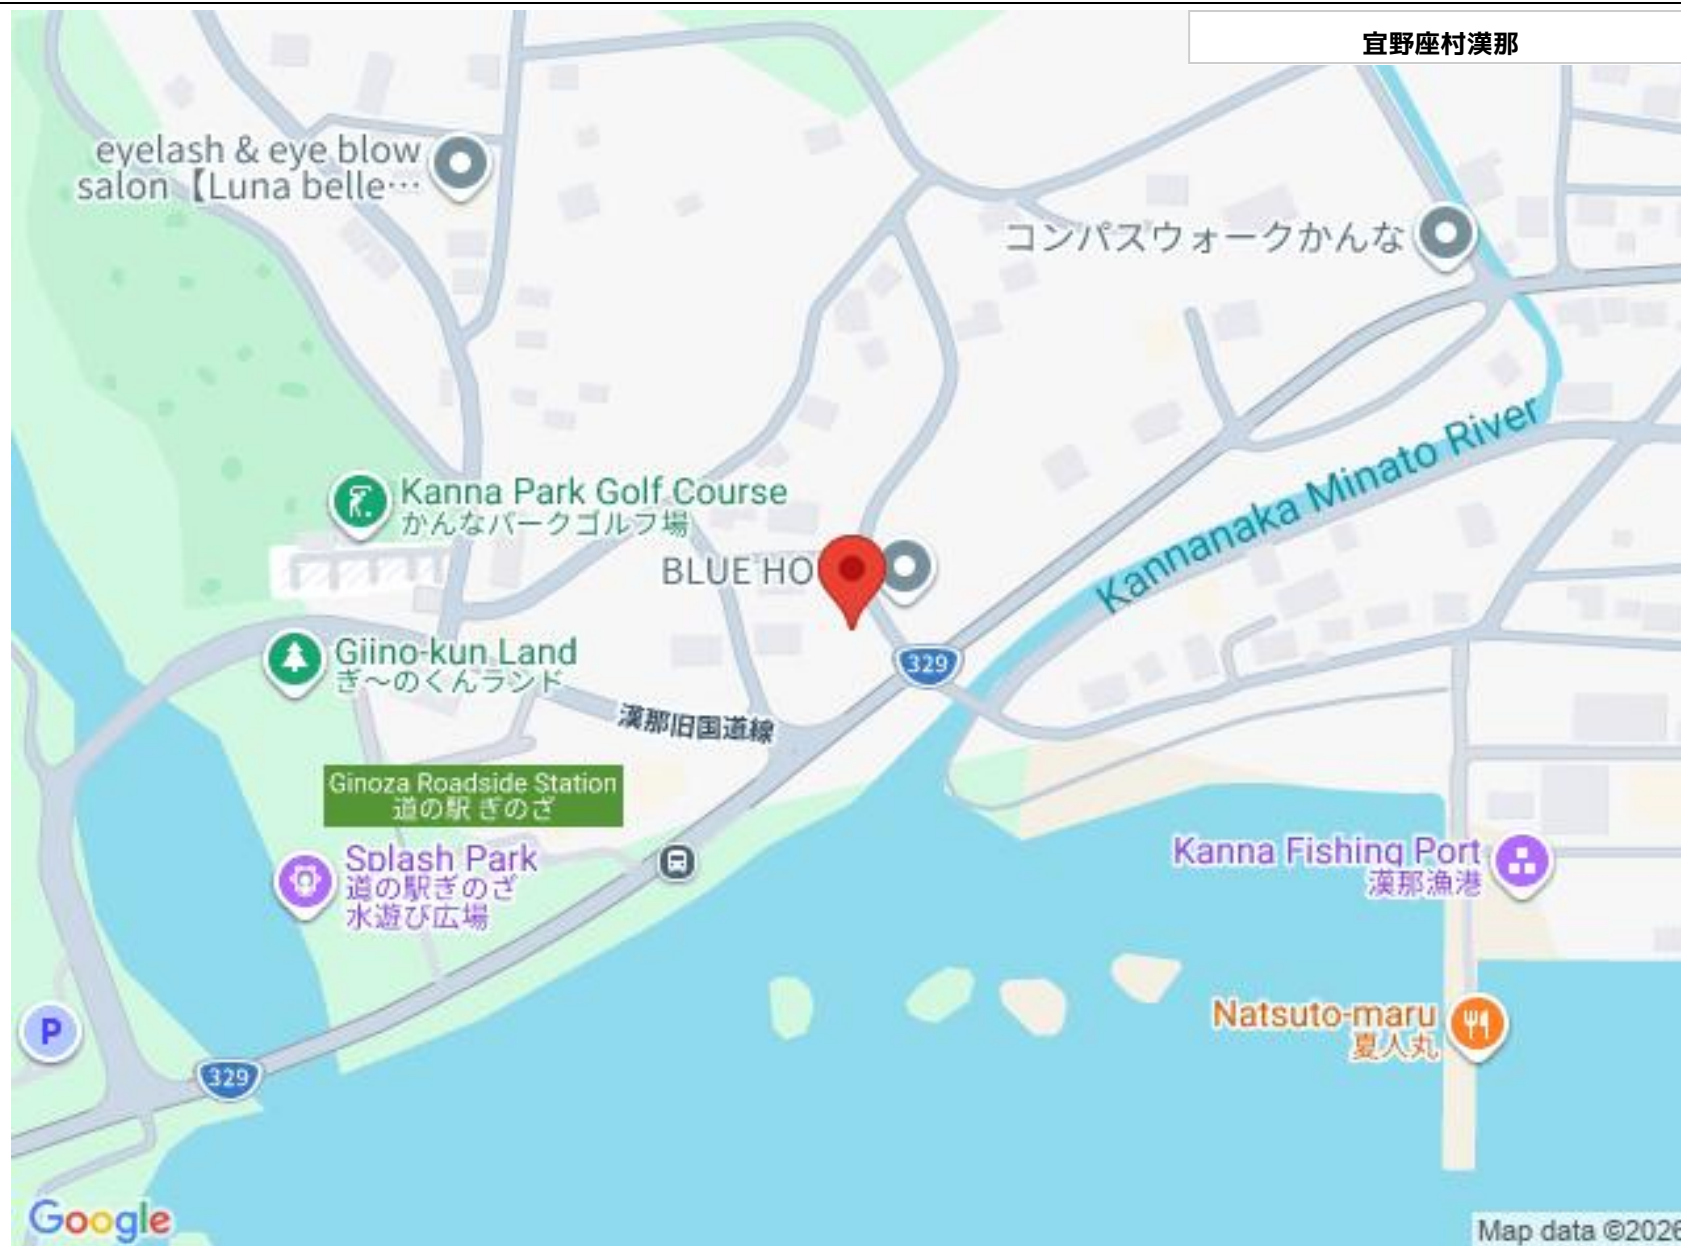 宜野座村漢那
eyelash & eye blow
salon【Luna belle…
コンパスウォークかんな
Kannanaka Minato River
Kanna Park Golf Course
かんなパークゴルフ場
BLUE HO
329
Giino-kun Land
ぎ〜のくんランド
漢那旧国道線
Ginoza Roadside Station
道の駅 ぎのざ
Splash Park
道の駅ぎのざ
水遊び広場
Kanna Fishing Port
漢那漁港
Natsuto-maru
夏人丸
P
329
Google
Map data ©2026